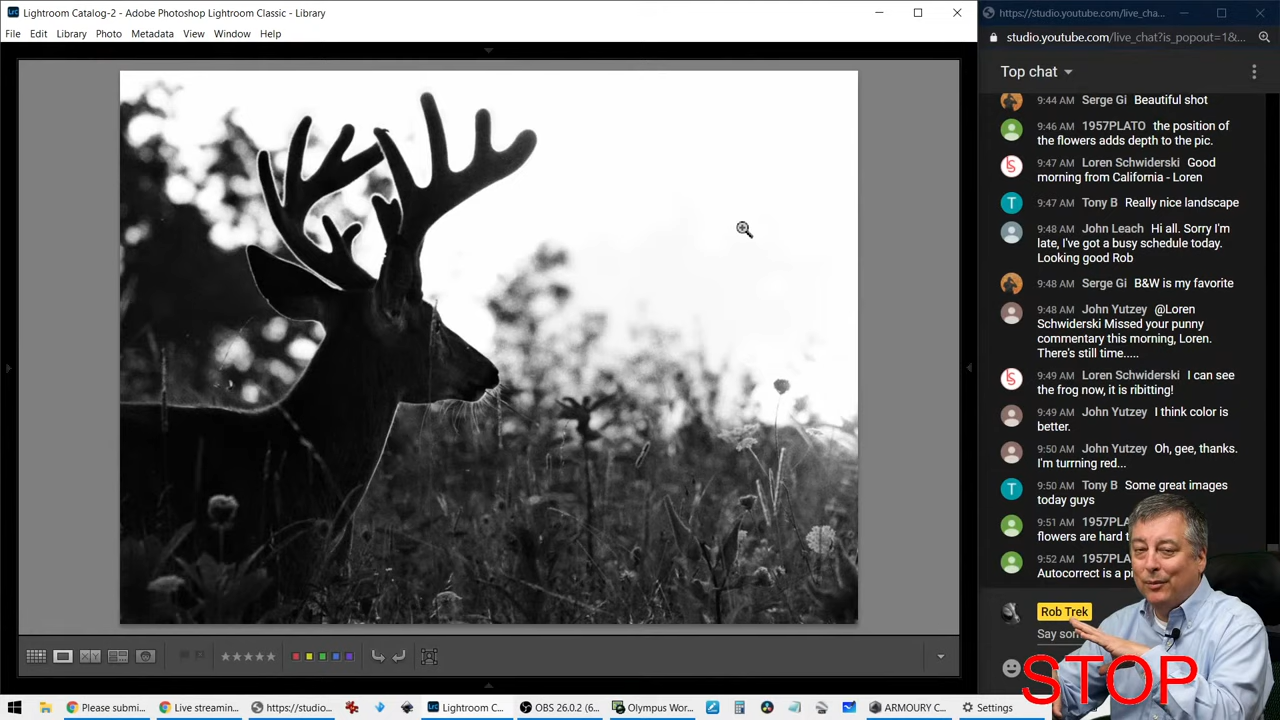 Lightroom Catalog-2 - Adobe Photoshop Lightroom Classic - Library
File Edit Library Photo Metadata View Window Help
https://studio.youtube.com/live_cha...
studio.youtube.com/live_chat?is_popout=1&...
Top chat
9:44 AM Serge Gi Beautiful shot
9:46 AM 1957PLATO the position of
the flowers adds depth to the pic.
9:47 AM Loren Schwiderski Good
morning from California - Loren
9:47 AM Tony B Really nice landscape
9:48 AM John Leach Hi all. Sorry I'm
late, I've got a busy schedule today.
Looking good Rob
9:48 AM Serge Gi B&W is my favorite
9:48 AM John Yutzey @Loren
Schwiderski Missed your punny
commentary this morning, Loren.
There's still time.....
9:49 AM Loren Schwiderski I can see
the frog now, it is ribitting!
9:49 AM John Yutzey I think color is
better.
9:50 AM John Yutzey Oh, gee, thanks.
I'm turrning red...
9:50 AM Tony B Some great images
today guys
9:51 AM 1957PLA
flowers are hard t
9:52 AM 1957PLA
Autocorrect is a p
Rob Trek
Say so
STOP
XY
Please submi...
Live streamin...
https://studio...
Lightroom C...
OBS 26.0.2 (6...
Olympus Wor...
ARMOURY C...
Settings